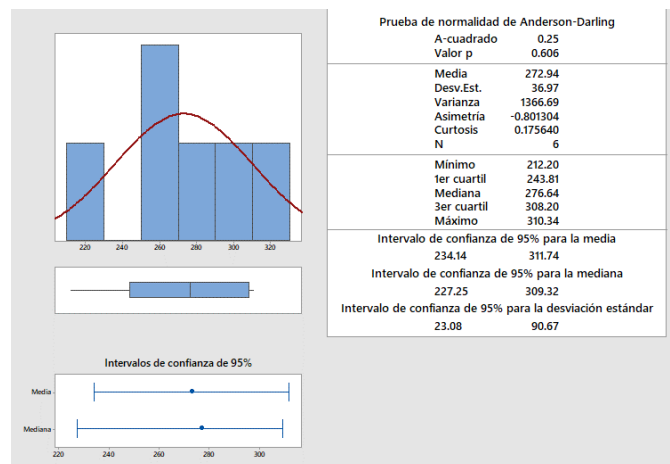 220 240 260 280 300 320
Intervalos de confianza de 95%
Media
Mediana
220 240 260 280 300
Prueba de normalidad de Anderson-Darling
A-cuadrado 0.25
Valor p 0.606
Media 272.94
Desv.Est. 36.97
Varianza 1366.69
Asimetría -0.801304
Curtosis 0.175640
N 6
Mínimo 212.20
1er cuartil 243.81
Mediana 276.64
3er cuartil 308.20
Máximo 310.34
Intervalo de confianza de 95% para la media
234.14 311.74
Intervalo de confianza de 95% para la mediana
227.25 309.32
Intervalo de confianza de 95% para la desviación estándar
23.08 90.67